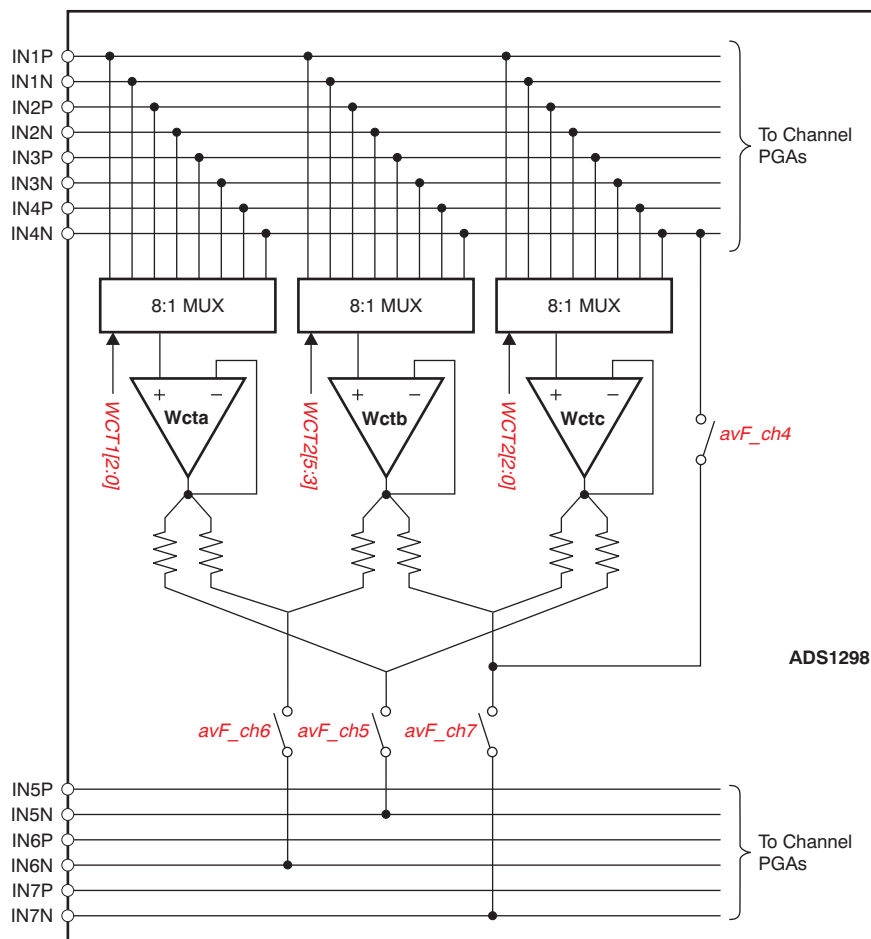 IN1P
IN1N
IN2P
IN2N
IN3P
IN3N
IN4P
IN4N
To Channel
PGAs
8:1 MUX
8:1 MUX
8:1 MUX
+
−
Wcta
+
−
Wctb
+
−
Wctc
WCT1[2:0]
WCT2[5:3]
WCT2[2:0]
avF_ch4
ADS1298
avF_ch6
avF_ch5
avF_ch7
IN5P
IN5N
IN6P
IN6N
IN7P
IN7N
To Channel
PGAs